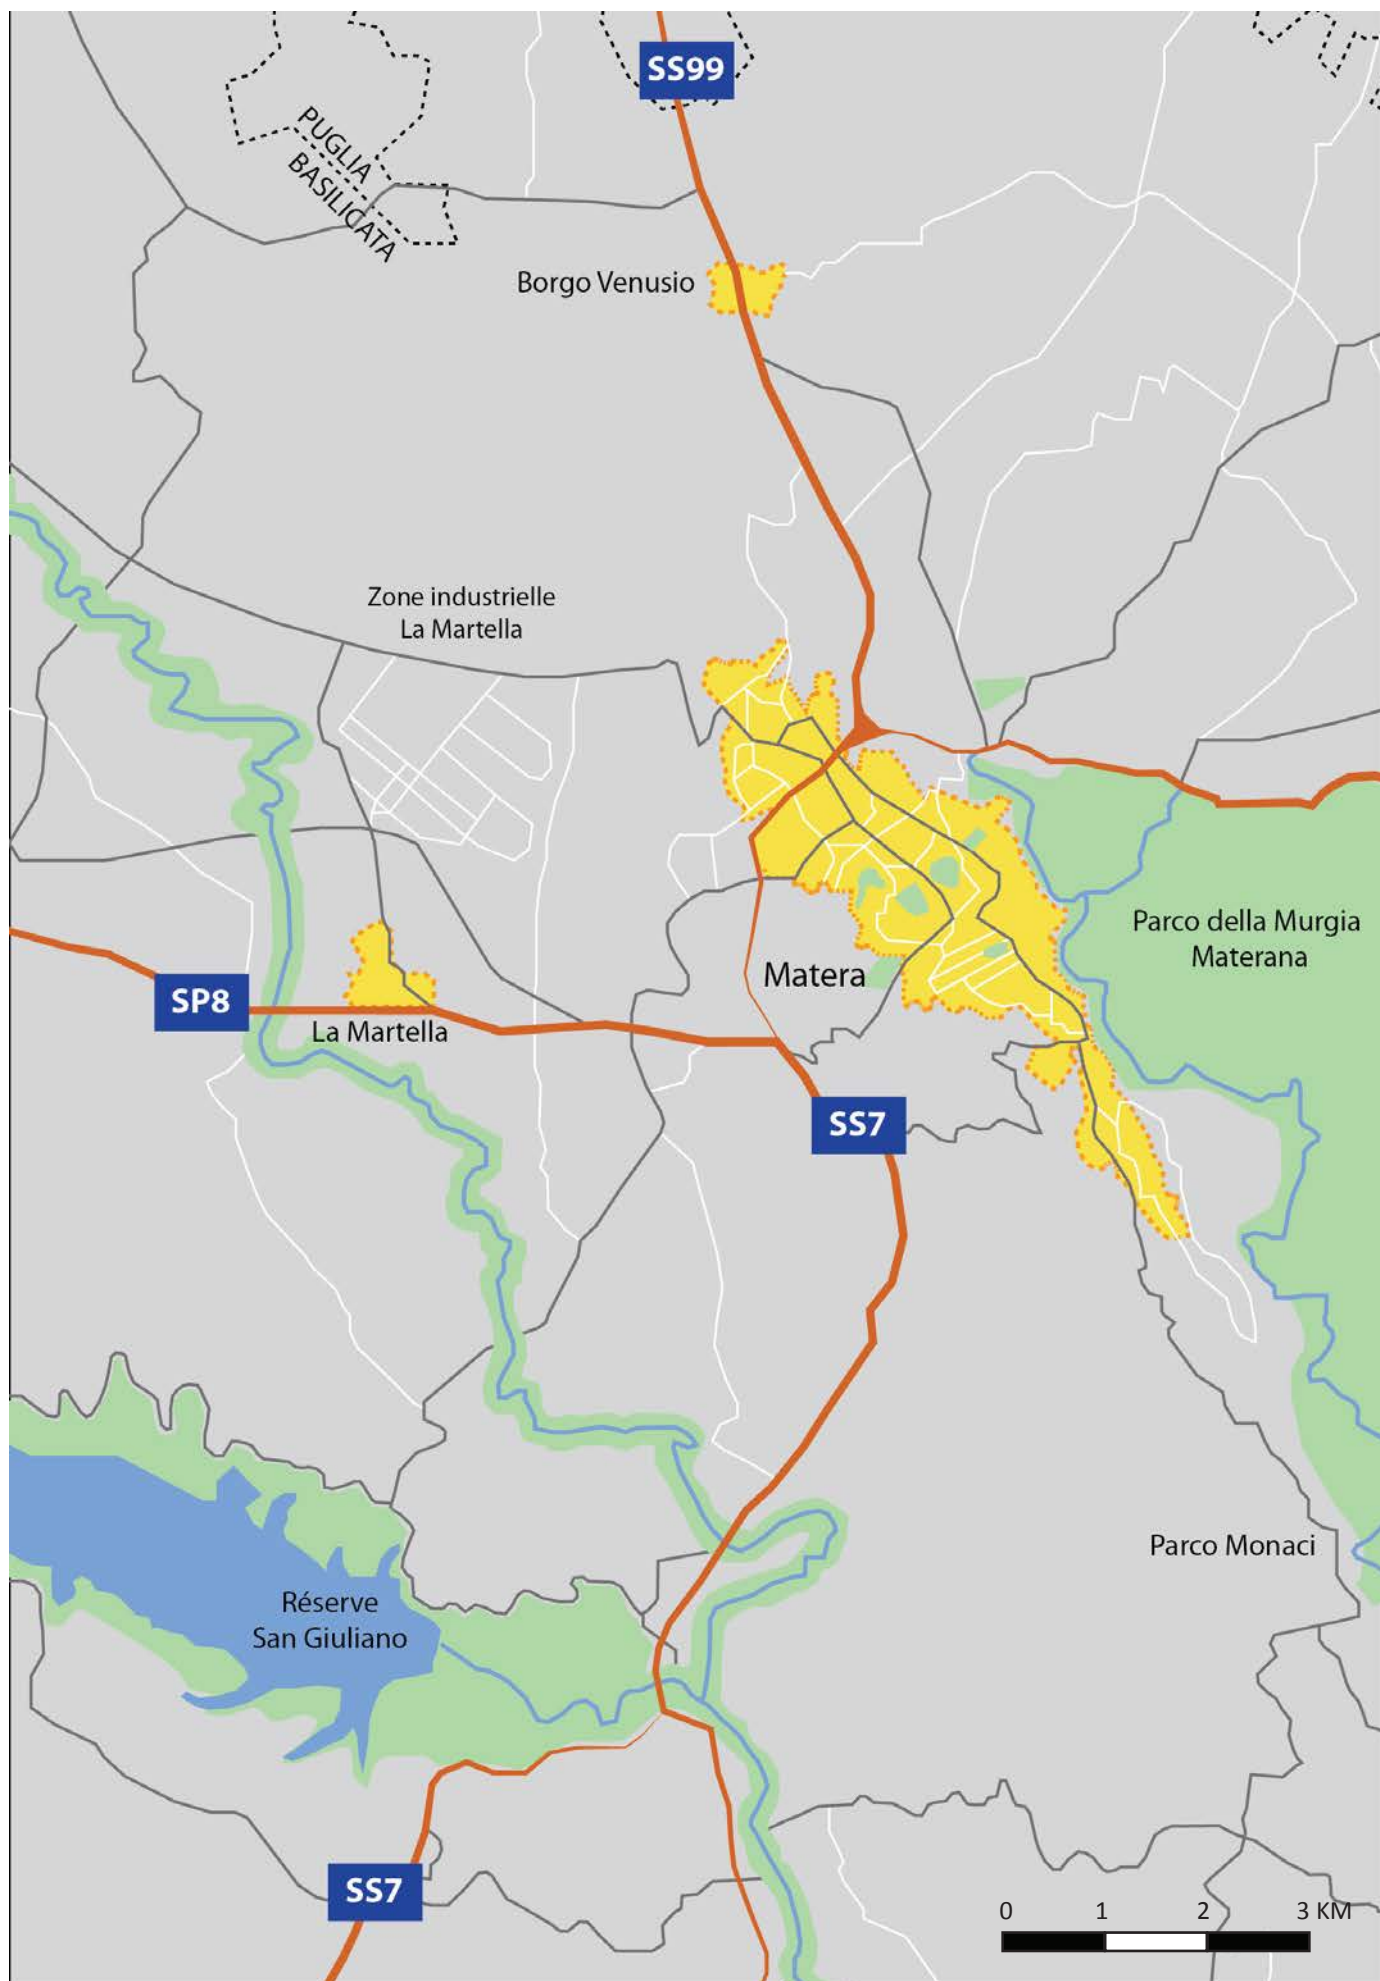 SS99
PUGLIA
BASILICATA
Borgo Venusio
Zone industrielle
La Martella
Parco della Murgia
Materana
Matera
SP8
La Martella
SS7
Parco Monaci
Réserve
San Giuliano
SS7
0 1 2 3 KM